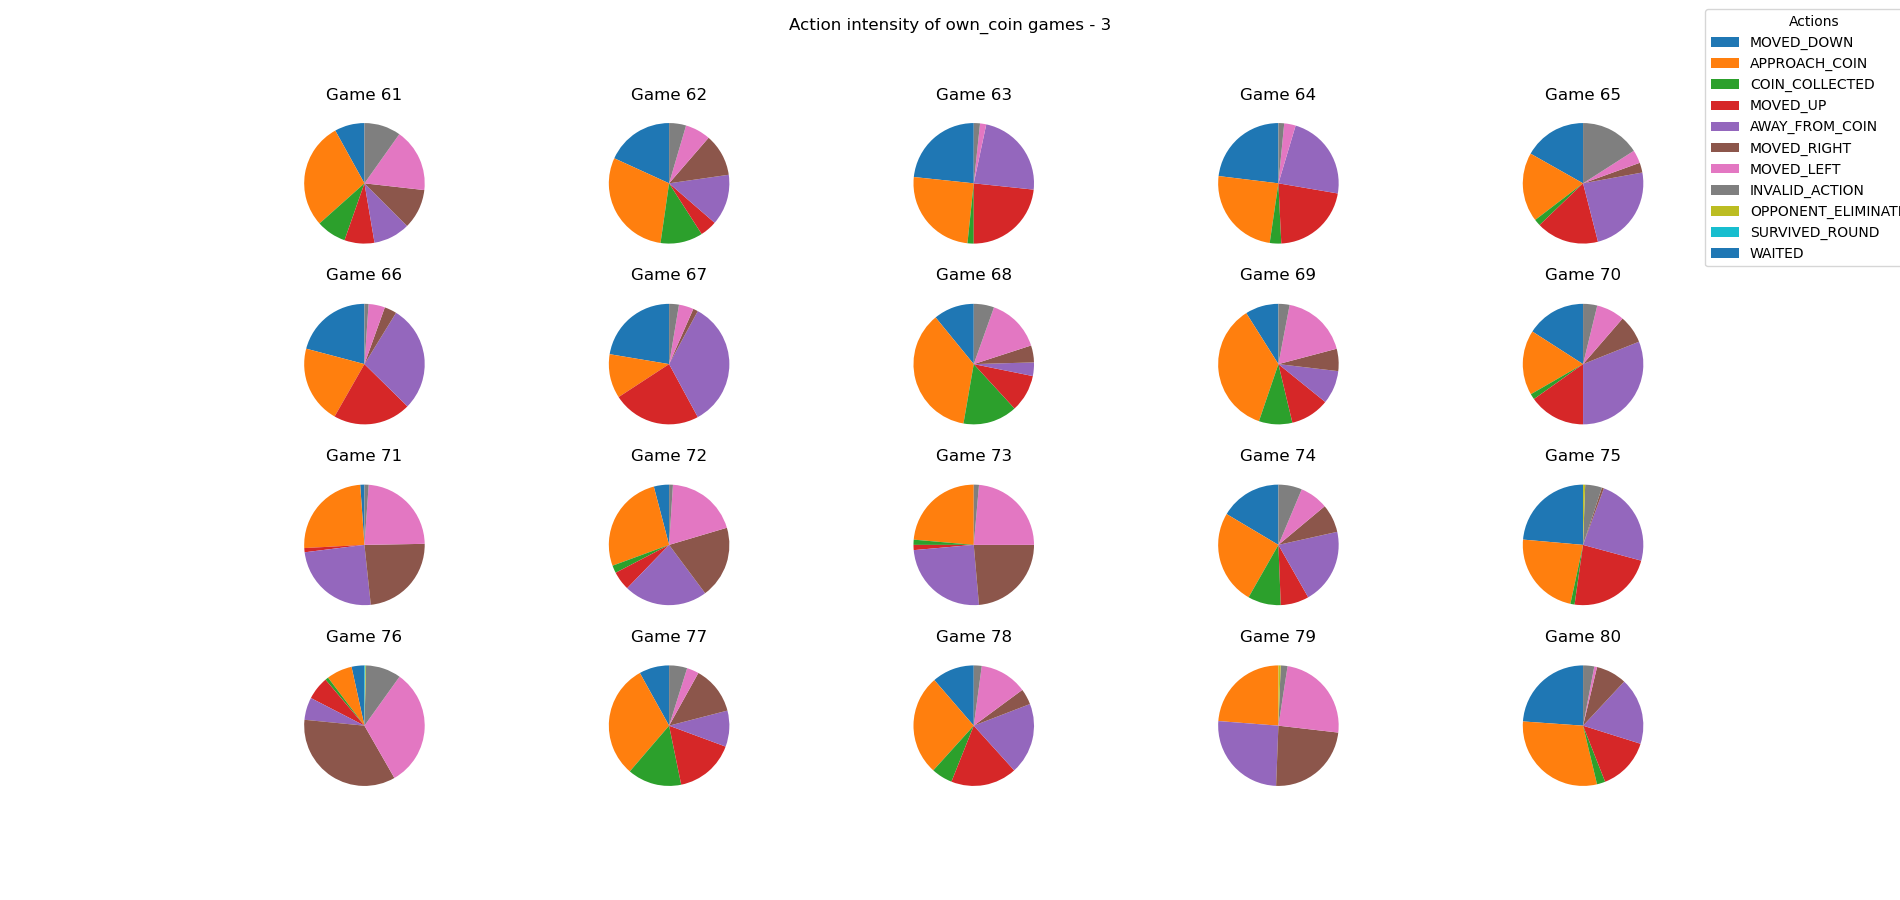 Action intensity of own_coin games - 3
Actions
MOVED_DOWN
APPROACH_COIN
COIN_COLLECTED
MOVED_UP
AWAY_FROM_COIN
MOVED_RIGHT
MOVED_LEFT
INVALID_ACTION
OPPONENT_ELIMINATI
SURVIVED_ROUND
WAITED
Game 61
Game 62
Game 63
Game 64
Game 65
Game 66
Game 67
Game 68
Game 69
Game 70
Game 71
Game 72
Game 73
Game 74
Game 75
Game 76
Game 77
Game 78
Game 79
Game 80